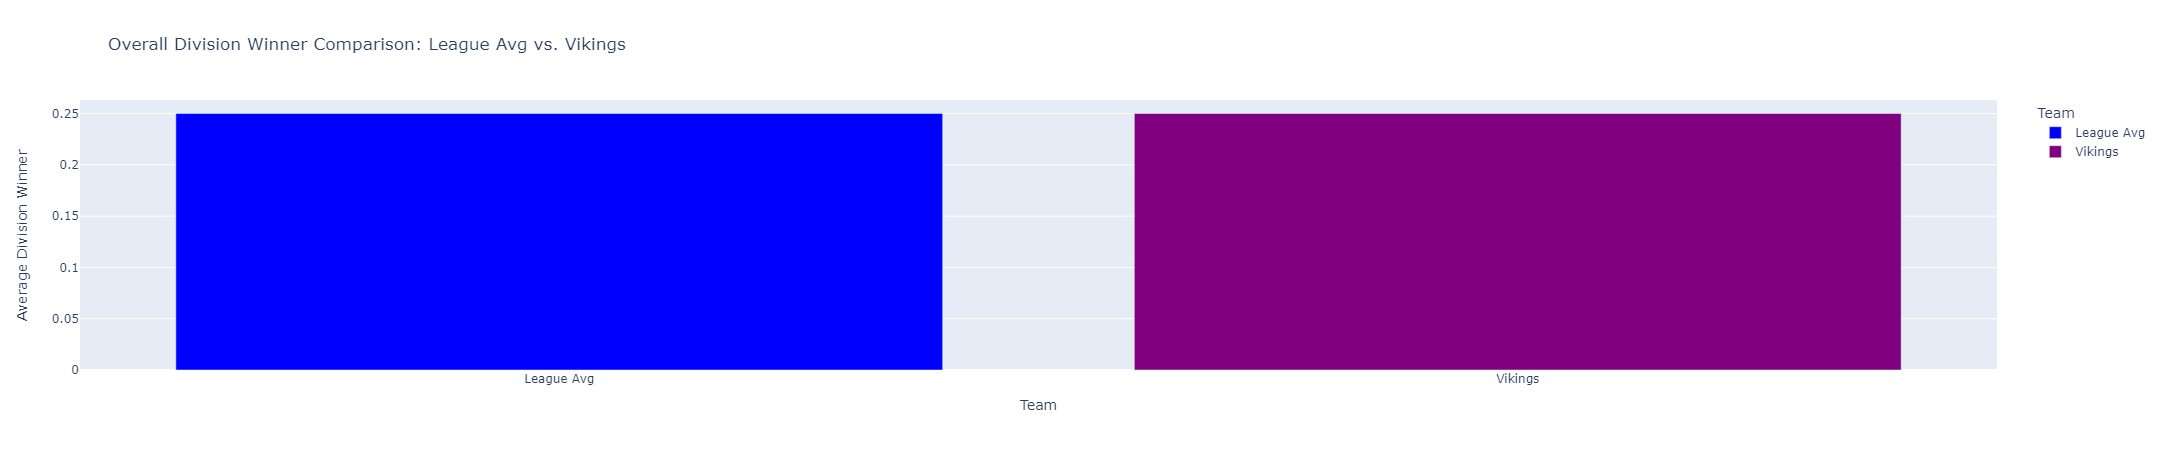 Overall Division Winner Comparison: League Avg vs. Vikings
Average Division Winner
0.25
0.2
0.15
0.1
0.05
0
League Avg
Vikings
Team
Team
League Avg
Vikings